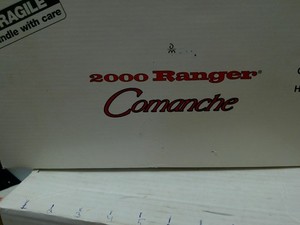 FRAGILE
Handle with care
2000 Ranger®
Comanche